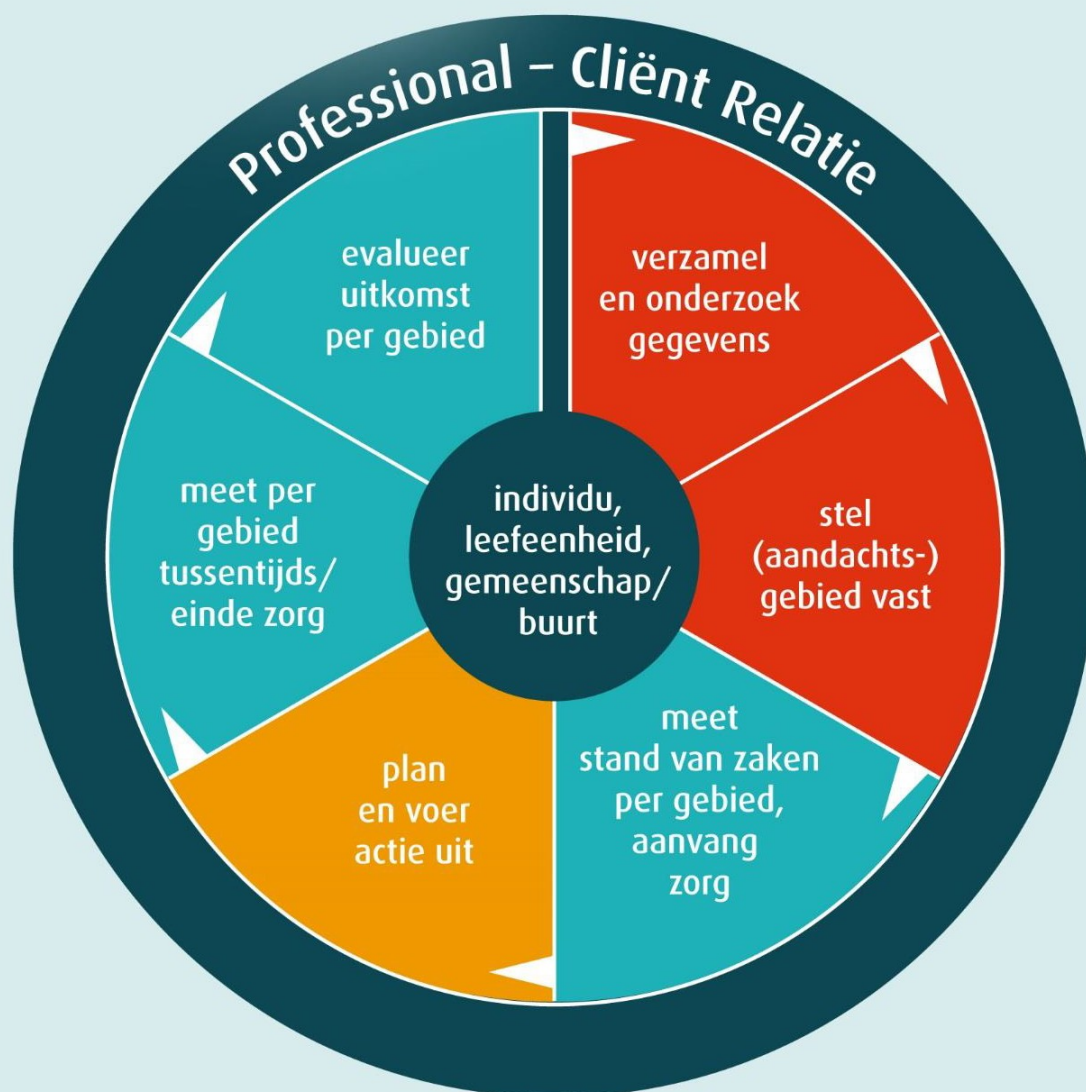 Professional – Cliënt Relatie
verzamel
en onderzoek
gegevens
stel
(aandachts-)
gebied vast
meet
stand van zaken
per gebied,
aanvang
zorg
plan
en voer
actie uit
meet per
gebied
tussentijds/
einde zorg
evalueer
uitkomst
per gebied
individu,
leefeenheid,
gemeenschap/
buurt